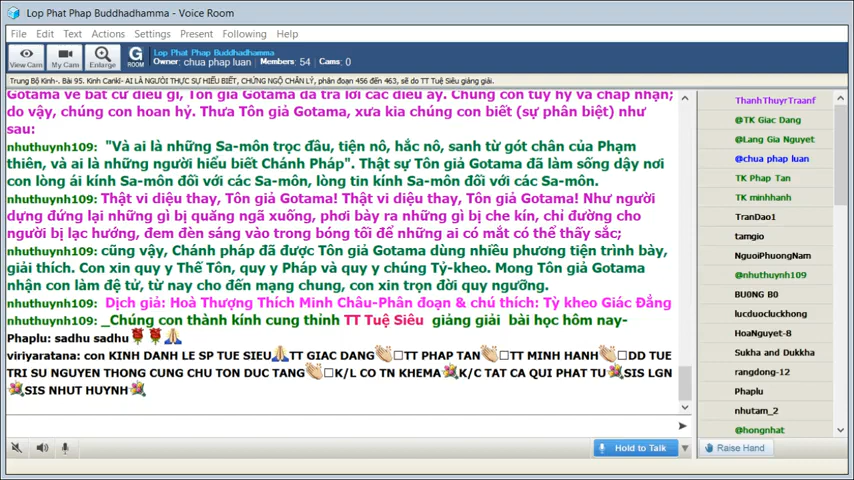 Lop Phat Phap Buddhadhamma - Voice Room
File Edit Text Actions Settings Present Following Help
View Cam My Cam Enlarge G ROOM
Lop Phat Phap Buddhadhamma
Owner: chua phap luan Members: 54 Cams: 0
Trung Bộ Kinh-. Bài 95. Kinh Canki- AI LÀ NGƯỜI THỰC SỰ HIỂU BIẾT, CHỨNG NGỘ CHÂN LÝ, phân đoạn 456 đến 463, sẽ do TT Tuệ Siêu giảng giải.
Gotama về bất cứ điều gì, Tôn giả Gotama đã trả lời các điều ấy. Chúng con tùy hỷ và chấp nhận;
do vậy, chúng con hoan hỷ. Thưa Tôn giả Gotama, xưa kia chúng con biết (sự phân biệt) như
sau:
nhuthuynh109: "Và ai là những Sa-môn trọc đầu, tiện nô, hắc nô, sanh từ gót chân của Phạm
thiên, và ai là những người hiểu biết Chánh Pháp". Thật sự Tôn giả Gotama đã làm sống dậy nơi
con lòng ái kính Sa-môn đối với các Sa-môn, lòng tin kính Sa-môn đối với các Sa-môn.
nhuthuynh109: Thật vi diệu thay, Tôn giả Gotama! Thật vi diệu thay, Tôn giả Gotama! Như người
dựng đứng lại những gì bị quăng ngã xuống, phơi bày ra những gì bị che kín, chỉ đường cho
người bị lạc hướng, đem đèn sáng vào trong bóng tối để những ai có mắt có thể thấy sắc;
nhuthuynh109: cũng vậy, Chánh pháp đã được Tôn giả Gotama dùng nhiều phương tiện trình bày,
giải thích. Con xin quy y Thế Tôn, quy y Pháp và quy y chúng Tỷ-kheo. Mong Tôn giả Gotama
nhận con làm đệ tử, từ nay cho đến mạng chung, con xin trọn đời quy ngưỡng.
nhuthuynh109: Dịch giả: Hoà Thượng Thích Minh Châu-Phân đoạn & chú thích: Tỳ kheo Giác Đẳng
nhuthuynh109: _Chúng con thành kính cung thỉnh TT Tuệ Siêu giảng giải bài học hôm nay-
Phaplu: sadhu sadhu🌹🌹🙏
viriyaratana: con KINH DANH LE SP TUE SIEU🙏TT GIAC DANG👏□TT PHAP TAN👏□TT MINH HANH👏□DD TUE
TRI SU NGUYEN THONG CUNG CHU TON DUC TANG👏□K/L CO TN KHEMA💐K/C TAT CA QUI PHAT TU💐SIS LGN
💐SIS NHUT HUYNH💐
Hold to Talk Raise Hand
ThanhThuyrTraanf
@TK Giac Dang
@Lang Gia Nguyet
@chua phap luan
TK Phap Tan
TK minhhanh
TranDao1
tamgio
NguoiPhuongNam
@nhuthuynh109
BU0NG B0
lucduocluckhong
HoaNguyet-8
Sukha and Dukkha
rangdong-12
Phaplu
nhutam_2
@hongnhat